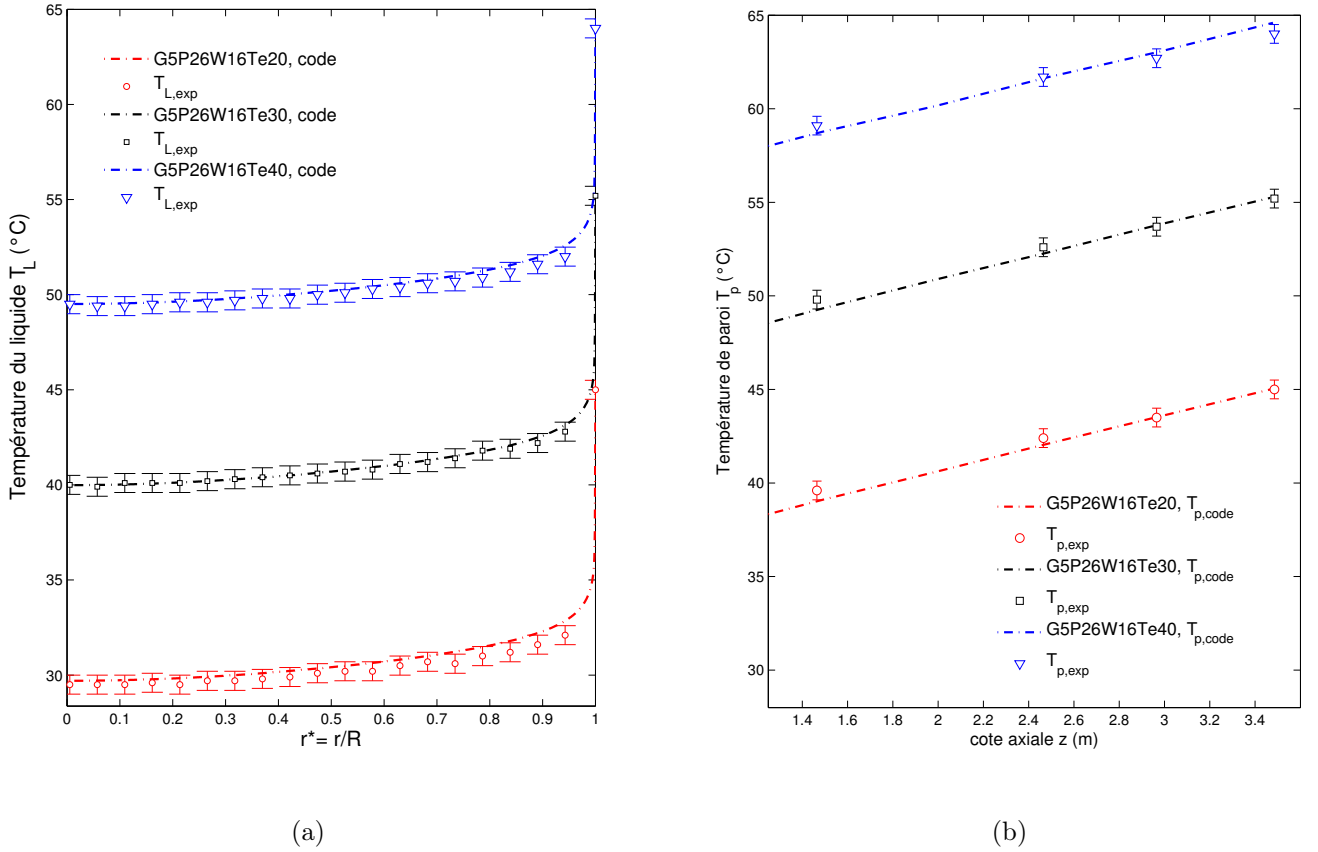 65
60
55
50
45
40
35
30
Température du liquide T_L (°C)
G5P26W16Te20, code
T_L,exp
G5P26W16Te30, code
T_L,exp
G5P26W16Te40, code
T_L,exp
0 0.1 0.2 0.3 0.4 0.5 0.6 0.7 0.8 0.9 1
r*= r/R
(a)
65
60
55
50
45
40
35
30
Température de paroi T_p (°C)
G5P26W16Te20, T_p,code
T_p,exp
G5P26W16Te30, T_p,code
T_p,exp
G5P26W16Te40, T_p,code
T_p,exp
1.4 1.6 1.8 2 2.2 2.4 2.6 2.8 3 3.2 3.4
cote axiale z (m)
(b)